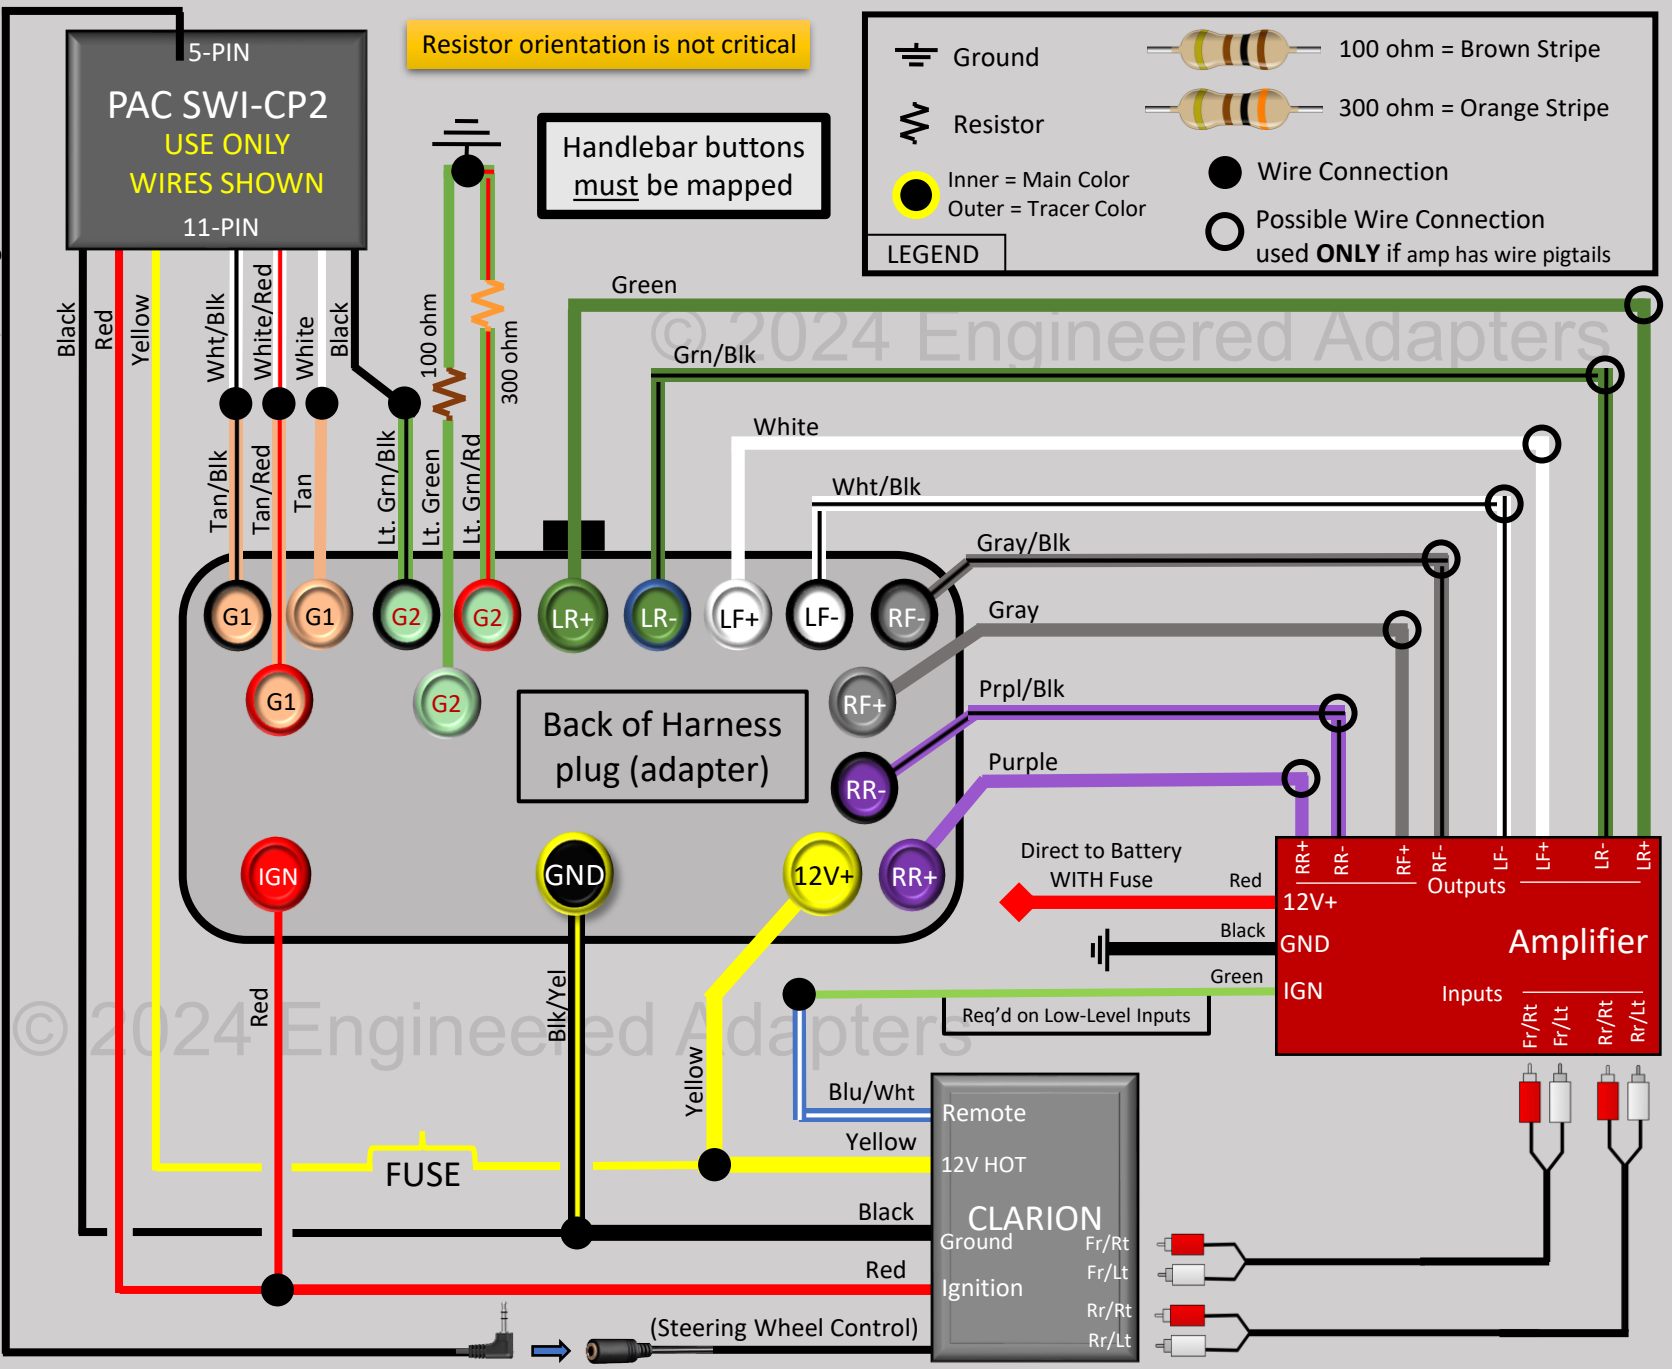 5-PIN
PAC SWI-CP2
USE ONLY
WIRES SHOWN
11-PIN
Resistor orientation is not critical
Handlebar buttons
must be mapped
Ground
Resistor
Inner = Main Color
Outer = Tracer Color
LEGEND
100 ohm = Brown Stripe
300 ohm = Orange Stripe
Wire Connection
Possible Wire Connection
used ONLY if amp has wire pigtails
Black
Red
Yellow
Wht/Blk
White/Red
White
Black
100 ohm
300 ohm
Tan/Blk
Tan/Red
Tan
Lt. Grn/Blk
Lt. Green
Lt. Grn/Rd
Green
© 2024 Engineered Adapters
Grn/Blk
White
Wht/Blk
Gray/Blk
Gray
Prpl/Blk
Purple
G1
G1
G2
G2
LR+
LR-
LF+
LF-
RF-
G1
G2
RF+
RR-
Back of Harness
plug (adapter)
IGN
GND
12V+
RR+
Direct to Battery
WITH Fuse
Red
Black
Green
Req'd on Low-Level Inputs
RR+
RR-
RF+
RF-
LF-
LF+
LR-
LR+
Outputs
12V+
GND
IGN
Amplifier
Inputs
Fr/Rt
Fr/Lt
Rr/Rt
Rr/Lt
© 2024 Engineered Adapters
Red
Blk/Yel
Yellow
FUSE
Blu/Wht
Yellow
Black
Red
(Steering Wheel Control)
Remote
12V HOT
CLARION
Ground
Ignition
Fr/Rt
Fr/Lt
Rr/Rt
Rr/Lt